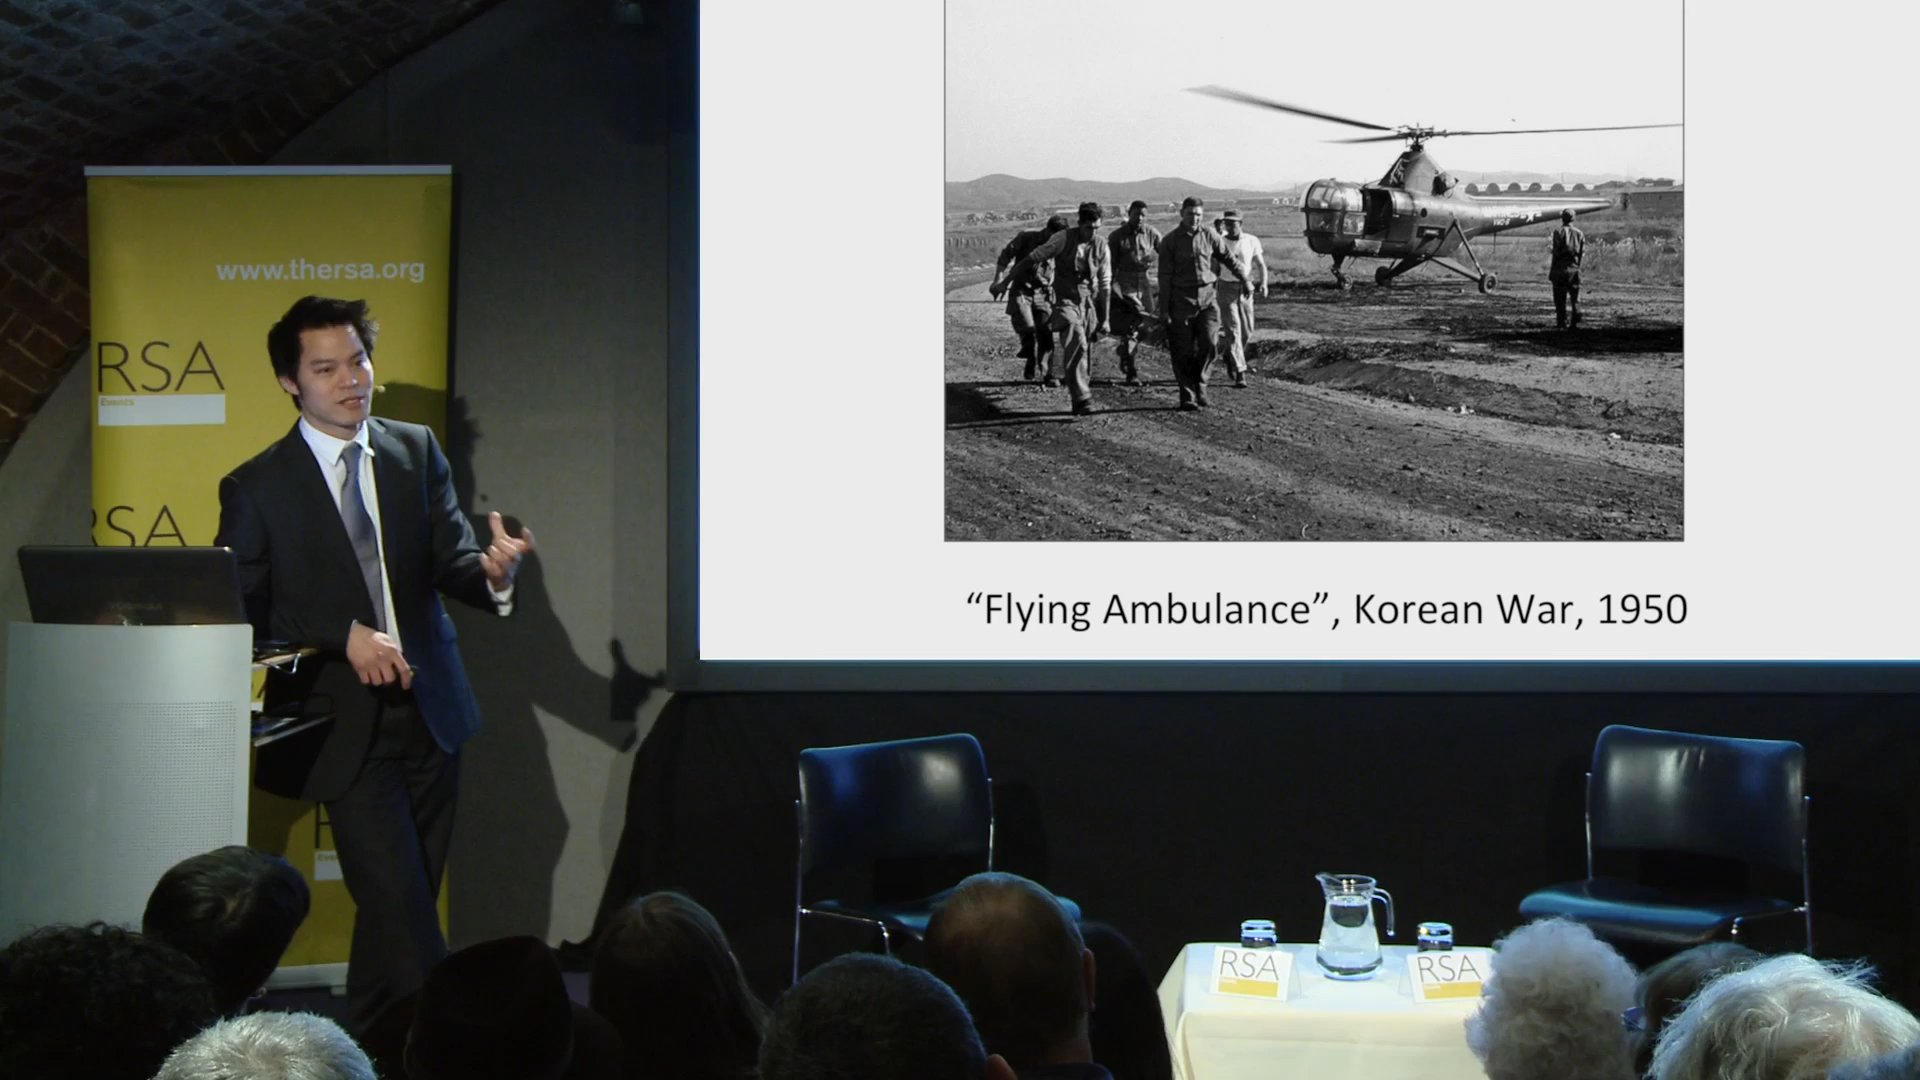 www.thersa.org
RSA
Events
RSA
“Flying Ambulance”, Korean War, 1950
RSA
RSA